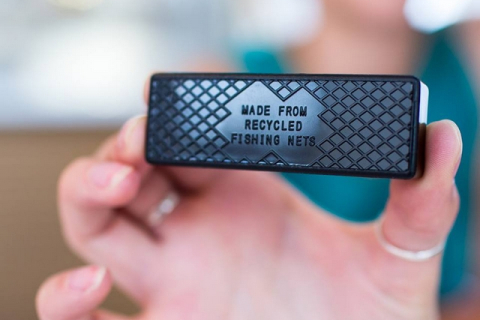 MADE FROM
RECYCLED
FISHING NETS